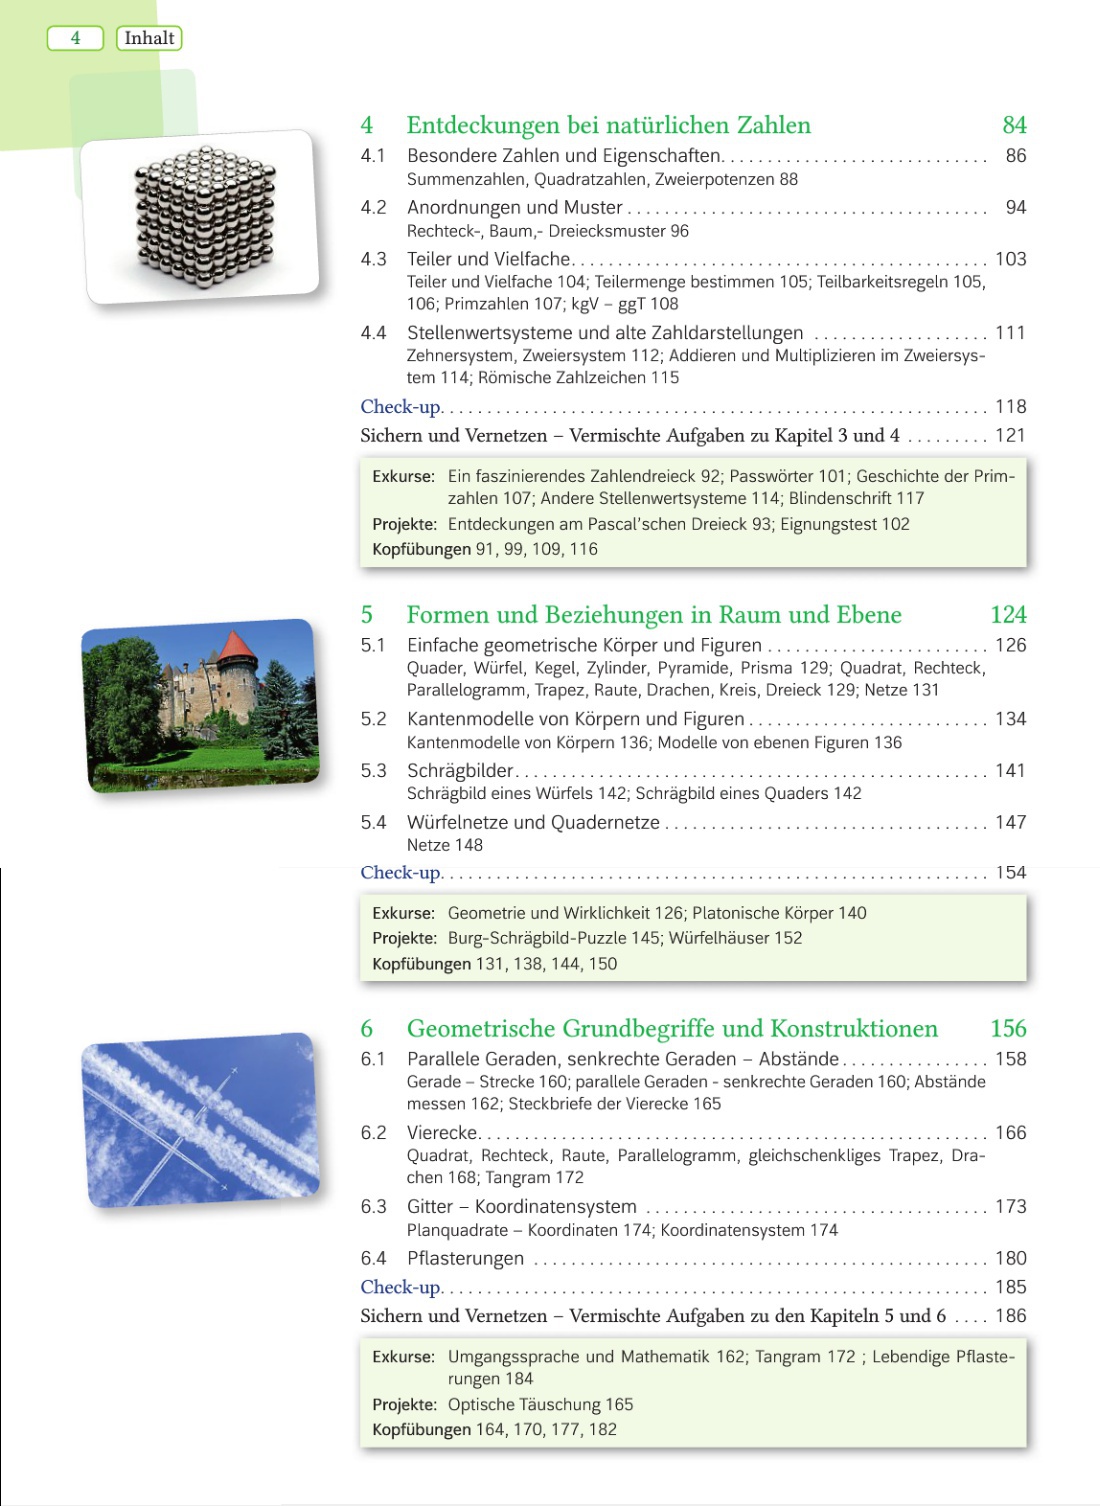 4 Inhalt
4 Entdeckungen bei natürlichen Zahlen 84
4.1 Besondere Zahlen und Eigenschaften. . . . . . . . . . . . . . . . . . . . . . . . . . . . . 86
Summenzahlen, Quadratzahlen, Zweierpotenzen 88
4.2 Anordnungen und Muster . . . . . . . . . . . . . . . . . . . . . . . . . . . . . . . . . . . . . . . 94
Rechteck-, Baum,- Dreiecksmuster 96
4.3 Teiler und Vielfache. . . . . . . . . . . . . . . . . . . . . . . . . . . . . . . . . . . . . . . . . . . . . 103
Teiler und Vielfache 104; Teilermenge bestimmen 105; Teilbarkeitsregeln 105,
106; Primzahlen 107; kgV – ggT 108
4.4 Stellenwertsysteme und alte Zahldarstellungen . . . . . . . . . . . . . . . . . . . 111
Zehnersystem, Zweiersystem 112; Addieren und Multiplizieren im Zweiersys-
tem 114; Römische Zahlzeichen 115
Check-up. . . . . . . . . . . . . . . . . . . . . . . . . . . . . . . . . . . . . . . . . . . . . . . . . . . . . . . . . . . 118
Sichern und Vernetzen – Vermischte Aufgaben zu Kapitel 3 und 4 . . . . . . . . . 121
Exkurse: Ein faszinierendes Zahlendreieck 92; Passwörter 101; Geschichte der Prim-
zahlen 107; Andere Stellenwertsysteme 114; Blindenschrift 117
Projekte: Entdeckungen am Pascal’schen Dreieck 93; Eignungstest 102
Kopfübungen 91, 99, 109, 116
5 Formen und Beziehungen in Raum und Ebene 124
5.1 Einfache geometrische Körper und Figuren . . . . . . . . . . . . . . . . . . . . . . . . 126
Quader, Würfel, Kegel, Zylinder, Pyramide, Prisma 129; Quadrat, Rechteck,
Parallelogramm, Trapez, Raute, Drachen, Kreis, Dreieck 129; Netze 131
5.2 Kantenmodelle von Körpern und Figuren . . . . . . . . . . . . . . . . . . . . . . . . . . 134
Kantenmodelle von Körpern 136; Modelle von ebenen Figuren 136
5.3 Schrägbilder. . . . . . . . . . . . . . . . . . . . . . . . . . . . . . . . . . . . . . . . . . . . . . . . . . . 141
Schrägbild eines Würfels 142; Schrägbild eines Quaders 142
5.4 Würfelnetze und Quadernetze . . . . . . . . . . . . . . . . . . . . . . . . . . . . . . . . . . . 147
Netze 148
Check-up. . . . . . . . . . . . . . . . . . . . . . . . . . . . . . . . . . . . . . . . . . . . . . . . . . . . . . . . . . . 154
Exkurse: Geometrie und Wirklichkeit 126; Platonische Körper 140
Projekte: Burg-Schrägbild-Puzzle 145; Würfelhäuser 152
Kopfübungen 131, 138, 144, 150
6 Geometrische Grundbegriffe und Konstruktionen 156
6.1 Parallele Geraden, senkrechte Geraden – Abstände . . . . . . . . . . . . . . . . 158
Gerade – Strecke 160; parallele Geraden - senkrechte Geraden 160; Abstände
messen 162; Steckbriefe der Vierecke 165
6.2 Vierecke. . . . . . . . . . . . . . . . . . . . . . . . . . . . . . . . . . . . . . . . . . . . . . . . . . . . . . . 166
Quadrat, Rechteck, Raute, Parallelogramm, gleichschenkliges Trapez, Dra-
chen 168; Tangram 172
6.3 Gitter – Koordinatensystem . . . . . . . . . . . . . . . . . . . . . . . . . . . . . . . . . . . . . 173
Planquadrate – Koordinaten 174; Koordinatensystem 174
6.4 Pflasterungen . . . . . . . . . . . . . . . . . . . . . . . . . . . . . . . . . . . . . . . . . . . . . . . . . 180
Check-up. . . . . . . . . . . . . . . . . . . . . . . . . . . . . . . . . . . . . . . . . . . . . . . . . . . . . . . . . . . 185
Sichern und Vernetzen – Vermischte Aufgaben zu den Kapiteln 5 und 6 . . . . 186
Exkurse: Umgangssprache und Mathematik 162; Tangram 172 ; Lebendige Pflaste-
rungen 184
Projekte: Optische Täuschung 165
Kopfübungen 164, 170, 177, 182